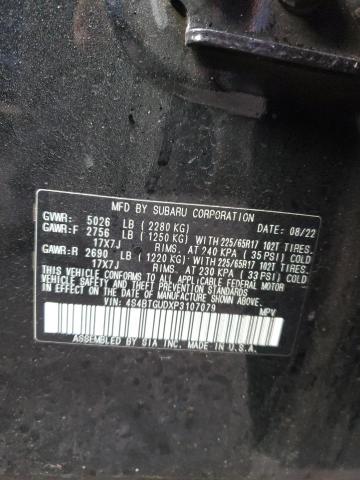 MFD. BY SUBARU CORPORATION DATE: 08/22
GVWR: 5026 LB ( 2280 KG)
GAWR:F 2756 LB ( 1250 KG) WITH 225/65R17 102T TIRES,
17X7J RIMS. AT 240 KPA ( 35 PSI) COLD
GAWR:R 2690 LB ( 1220 KG) WITH 225/65R17 102T TIRES,
17X7J RIMS. AT 230 KPA ( 33 PSI) COLD
THIS VEHICLE CONFORMS TO ALL APPLICABLE FEDERAL MOTOR
VEHICLE SAFETY, BUMPER, AND THEFT PREVENTION STANDARDS
IN EFFECT ON THE DATE OF MANUFACTURE SHOWN ABOVE.
VIN: 4S4BTGUDXP3107079 MPV
ASSEMBLED BY SIA, INC. MADE IN U.S.A.